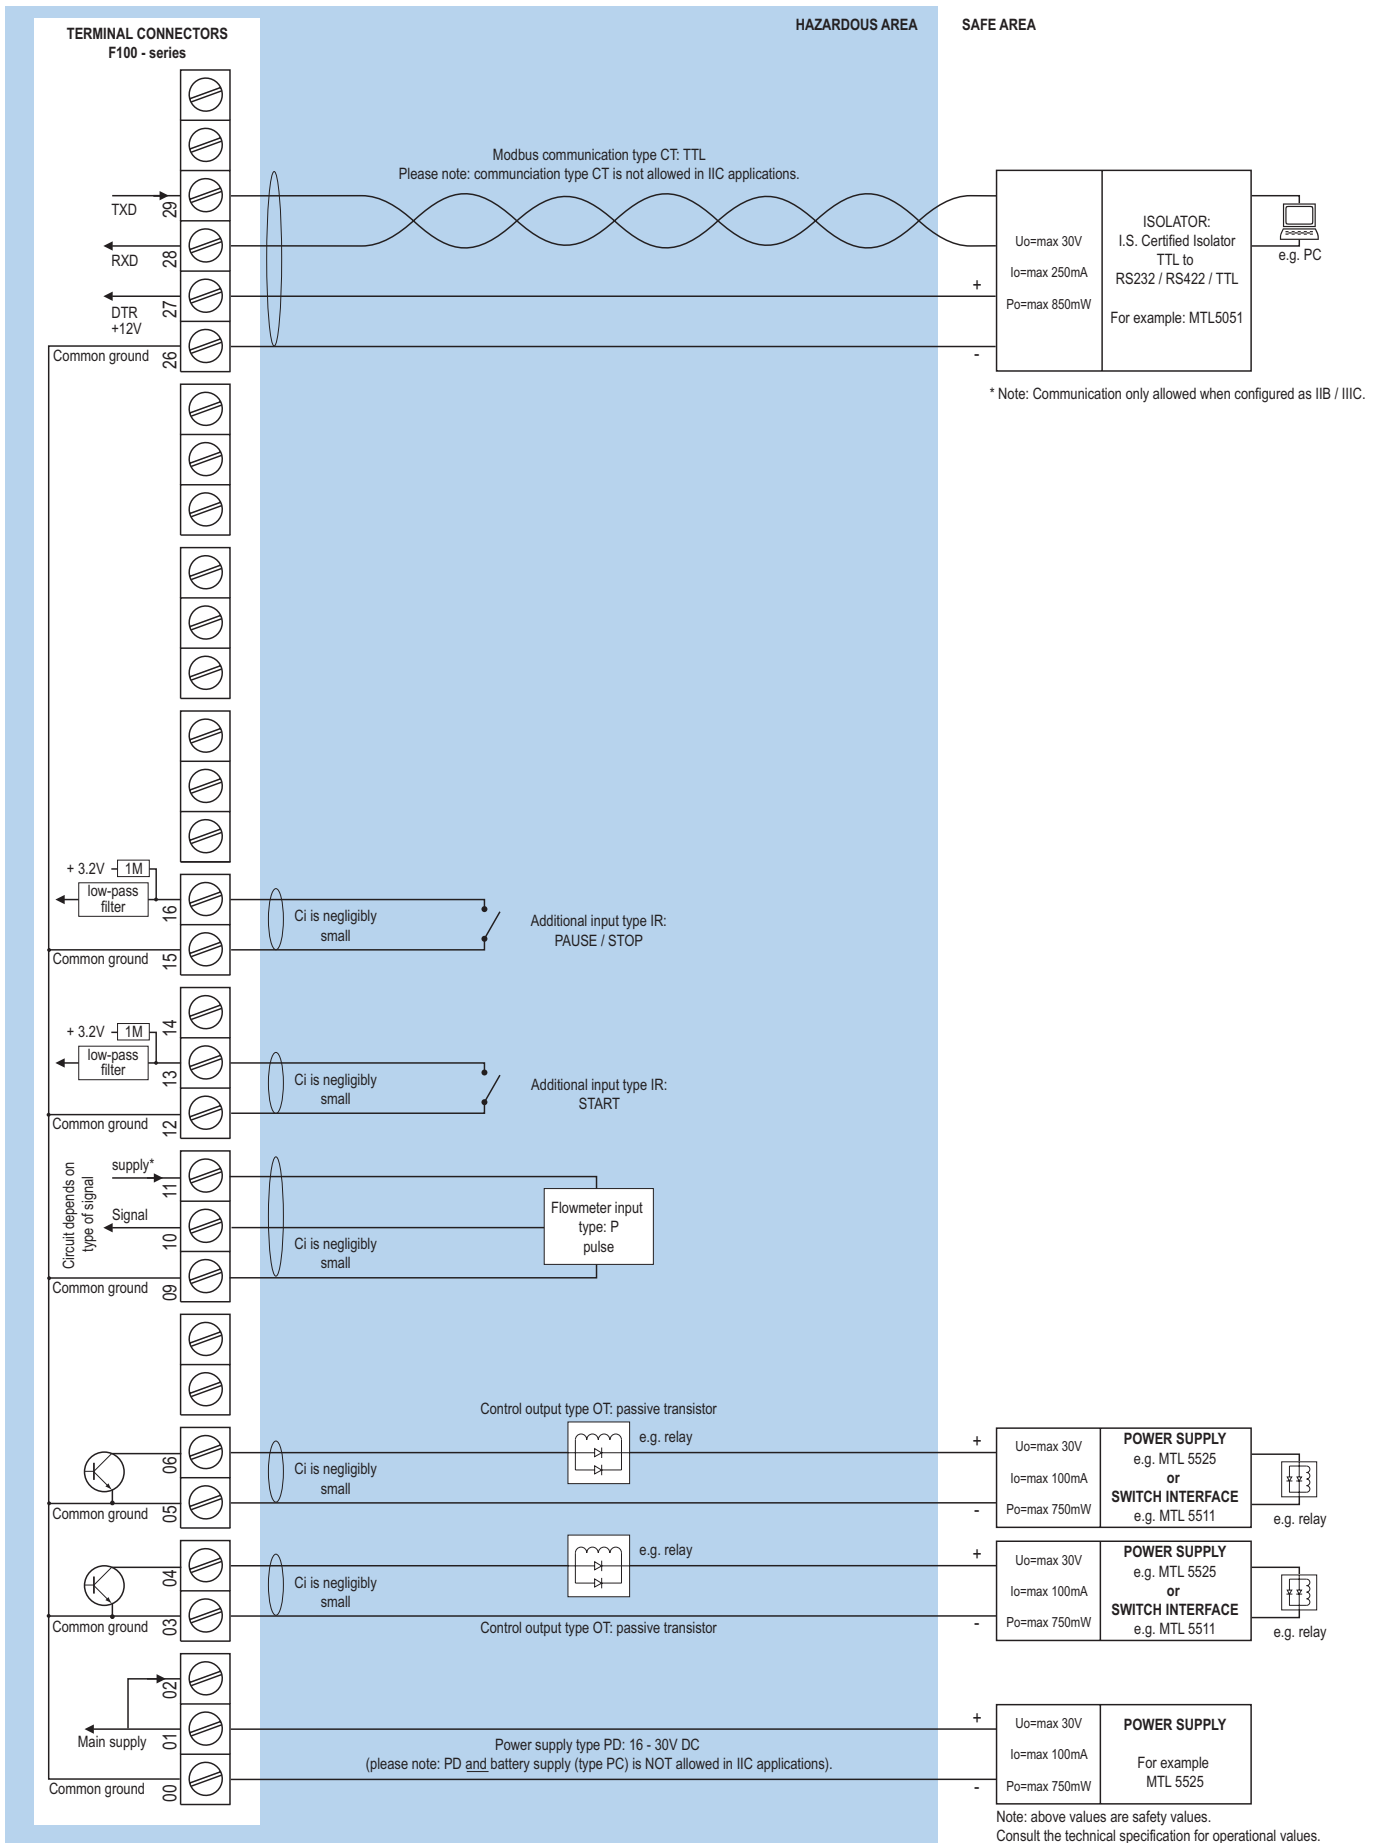 HAZARDOUS AREA
SAFE AREA
TERMINAL CONNECTORS
F100 - series
Modbus communication type CT: TTL
Please note: communciation type CT is not allowed in IIC applications.
TXD
29
RXD
28
DTR
+12V
27
Common ground
26
+
-
Uo=max 30V
Io=max 250mA
Po=max 850mW
ISOLATOR:
I.S. Certified Isolator
TTL to
RS232 / RS422 / TTL
For example: MTL5051
e.g. PC
* Note: Communication only allowed when configured as IIB / IIIC.
+ 3.2V
1M
low-pass
filter
16
Common ground
15
Ci is negligibly
small
Additional input type IR:
PAUSE / STOP
14
+ 3.2V
1M
low-pass
filter
13
Common ground
12
Ci is negligibly
small
Additional input type IR:
START
Circuit depends on
type of signal
supply*
11
Signal
10
Common ground
09
Ci is negligibly
small
Flowmeter input
type: P
pulse
Control output type OT: passive transistor
e.g. relay
06
Common ground
05
Ci is negligibly
small
+
-
Uo=max 30V
Io=max 100mA
Po=max 750mW
POWER SUPPLY
e.g. MTL 5525
or
SWITCH INTERFACE
e.g. MTL 5511
e.g. relay
e.g. relay
04
Common ground
03
Ci is negligibly
small
Control output type OT: passive transistor
+
-
Uo=max 30V
Io=max 100mA
Po=max 750mW
POWER SUPPLY
e.g. MTL 5525
or
SWITCH INTERFACE
e.g. MTL 5511
e.g. relay
02
Main supply
01
Common ground
00
Power supply type PD: 16 - 30V DC
(please note: PD and battery supply (type PC) is NOT allowed in IIC applications).
+
-
Uo=max 30V
Io=max 100mA
Po=max 750mW
POWER SUPPLY
For example
MTL 5525
Note: above values are safety values.
Consult the technical specification for operational values.